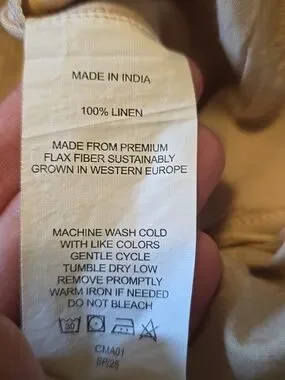 MADE IN INDIA
100% LINEN
MADE FROM PREMIUM
FLAX FIBER SUSTAINABLY
GROWN IN WESTERN EUROPE
MACHINE WASH COLD
WITH LIKE COLORS
GENTLE CYCLE
TUMBLE DRY LOW
REMOVE PROMPTLY
WARM IRON IF NEEDED
DO NOT BLEACH
CMA01
SP/25